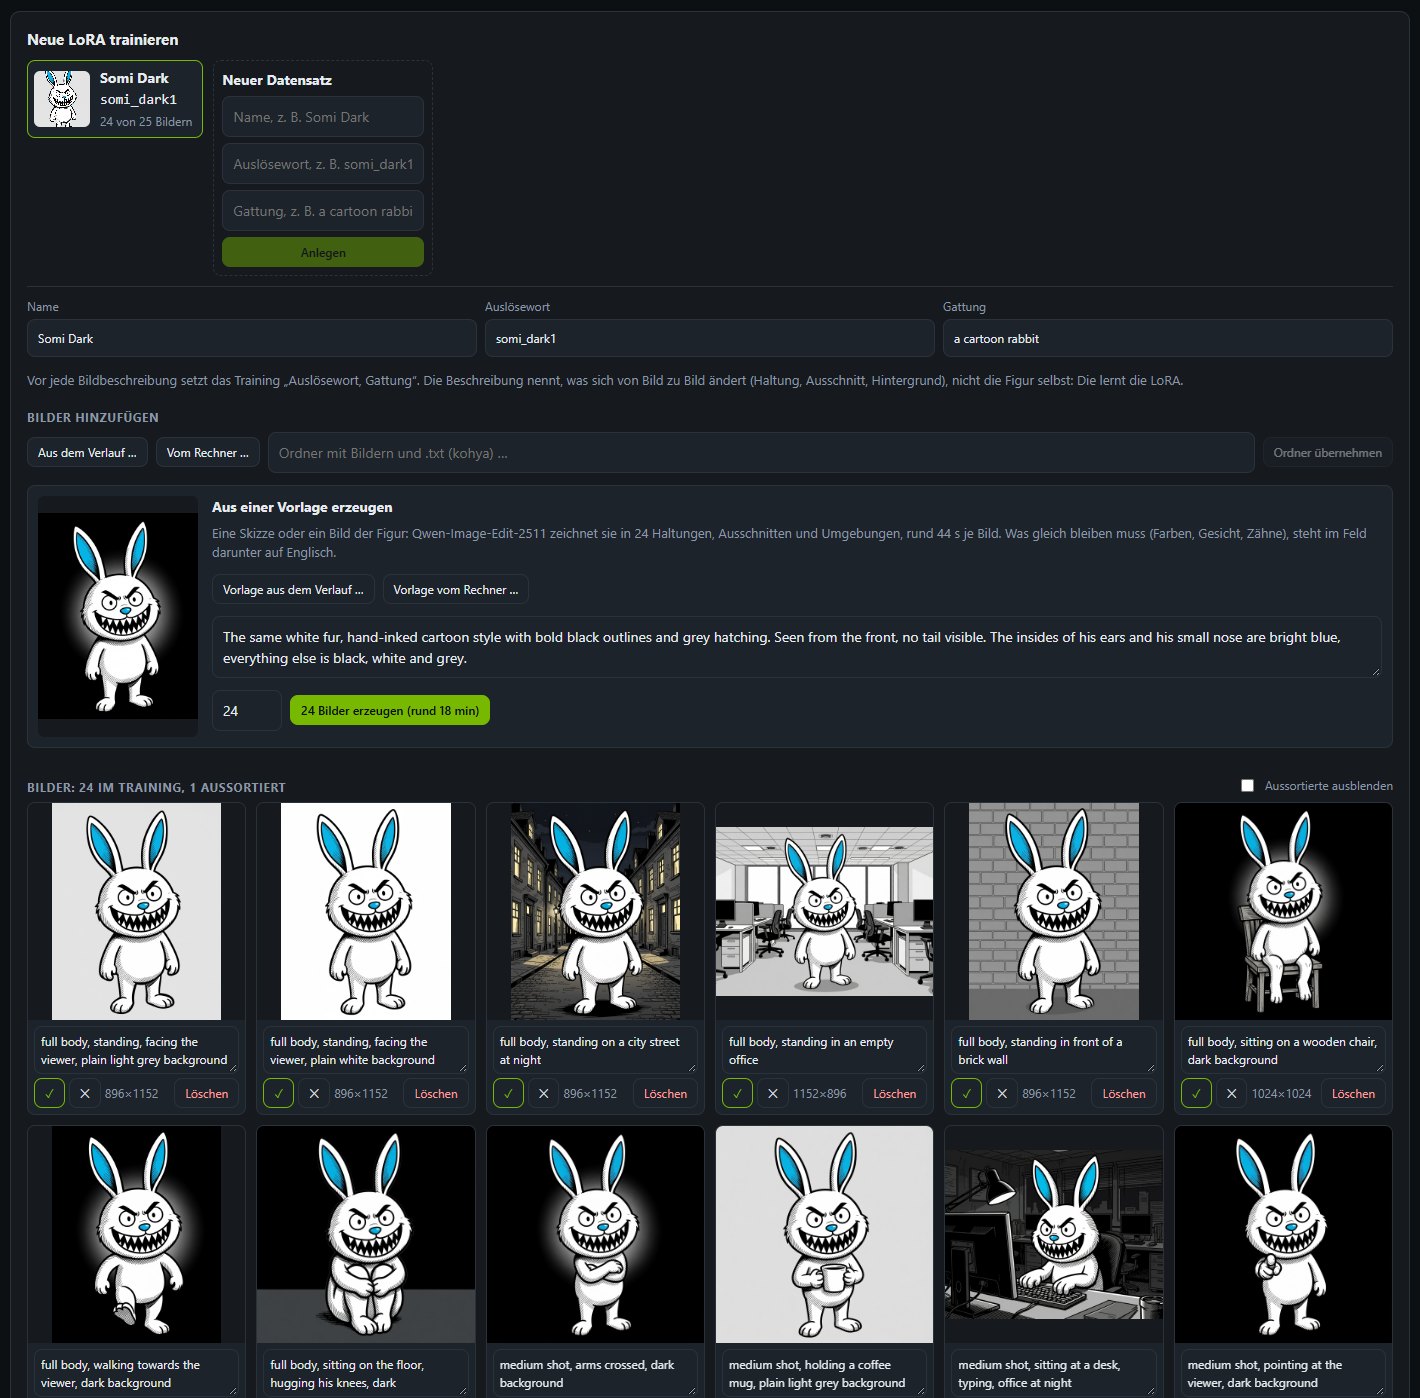 Neue LoRA trainieren
Somi Dark
somi_dark1
24 von 25 Bildern
Neuer Datensatz
Name, z. B. Somi Dark
Auslösewort, z. B. somi_dark1
Gattung, z. B. a cartoon rabbi
Anlegen
Name
Auslösewort
Gattung
Somi Dark
somi_dark1
a cartoon rabbit
Vor jede Bildbeschreibung setzt das Training „Auslösewort, Gattung“. Die Beschreibung nennt, was sich von Bild zu Bild ändert (Haltung, Ausschnitt, Hintergrund), nicht die Figur selbst: Die lernt die LoRA.
BILDER HINZUFÜGEN
Aus dem Verlauf ...
Vom Rechner ...
Ordner mit Bildern und .txt (kohya) ...
Ordner übernehmen
Aus einer Vorlage erzeugen
Eine Skizze oder ein Bild der Figur: Qwen-Image-Edit-2511 zeichnet sie in 24 Haltungen, Ausschnitten und Umgebungen, rund 44 s je Bild. Was gleich bleiben muss (Farben, Gesicht, Zähne), steht im Feld
darunter auf Englisch.
Vorlage aus dem Verlauf ...
Vorlage vom Rechner ...
The same white fur, hand-inked cartoon style with bold black outlines and grey hatching. Seen from the front, no tail visible. The insides of his ears and his small nose are bright blue,
everything else is black, white and grey.
24
24 Bilder erzeugen (rund 18 min)
BILDER: 24 IM TRAINING, 1 AUSSORTIERT
Aussortierte ausblenden
full body, standing, facing the
viewer, plain light grey background
✓ ✕ 896×1152 Löschen
full body, standing, facing the
viewer, plain white background
✓ ✕ 896×1152 Löschen
full body, standing on a city street
at night
✓ ✕ 896×1152 Löschen
full body, standing in an empty
office
✓ ✕ 1152×896 Löschen
full body, standing in front of a
brick wall
✓ ✕ 896×1152 Löschen
full body, sitting on a wooden chair,
dark background
✓ ✕ 1024×1024 Löschen
full body, walking towards the
viewer, dark background
full body, sitting on the floor,
hugging his knees, dark
medium shot, arms crossed, dark
background
medium shot, holding a coffee
mug, plain light grey background
medium shot, sitting at a desk,
typing, office at night
medium shot, pointing at the
viewer, dark background